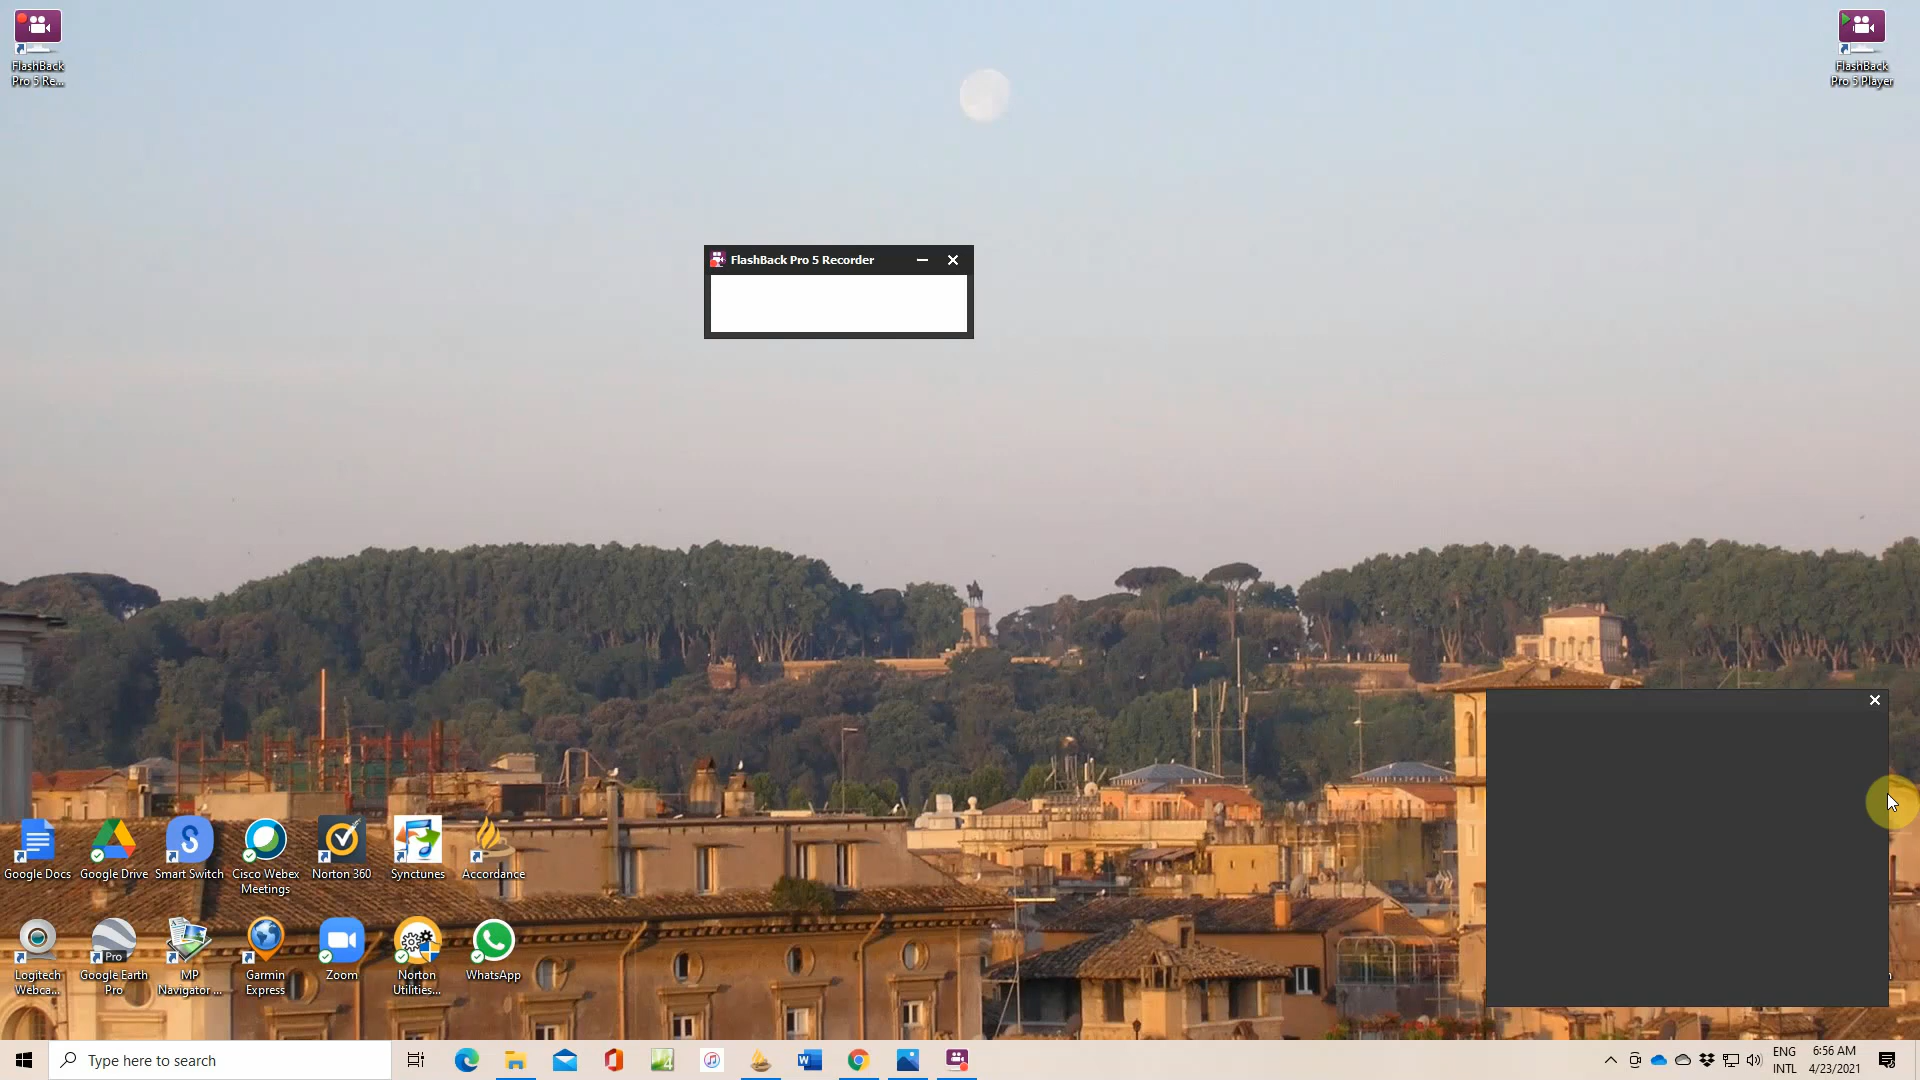 FlashBack
Pro 5 Re...
FlashBack
Pro 5 Player
FlashBack Pro 5 Recorder
Google Docs
Google Drive
Smart Switch
Cisco Webex
Meetings
Norton 360
Synctunes
Accordance
Logitech
Webca...
Pro
Google Earth
Pro
MP
Navigator ...
Garmin
Express
Zoom
Norton
Utilities...
WhatsApp
Type here to search
ENG
INTL
6:56 AM
4/23/2021